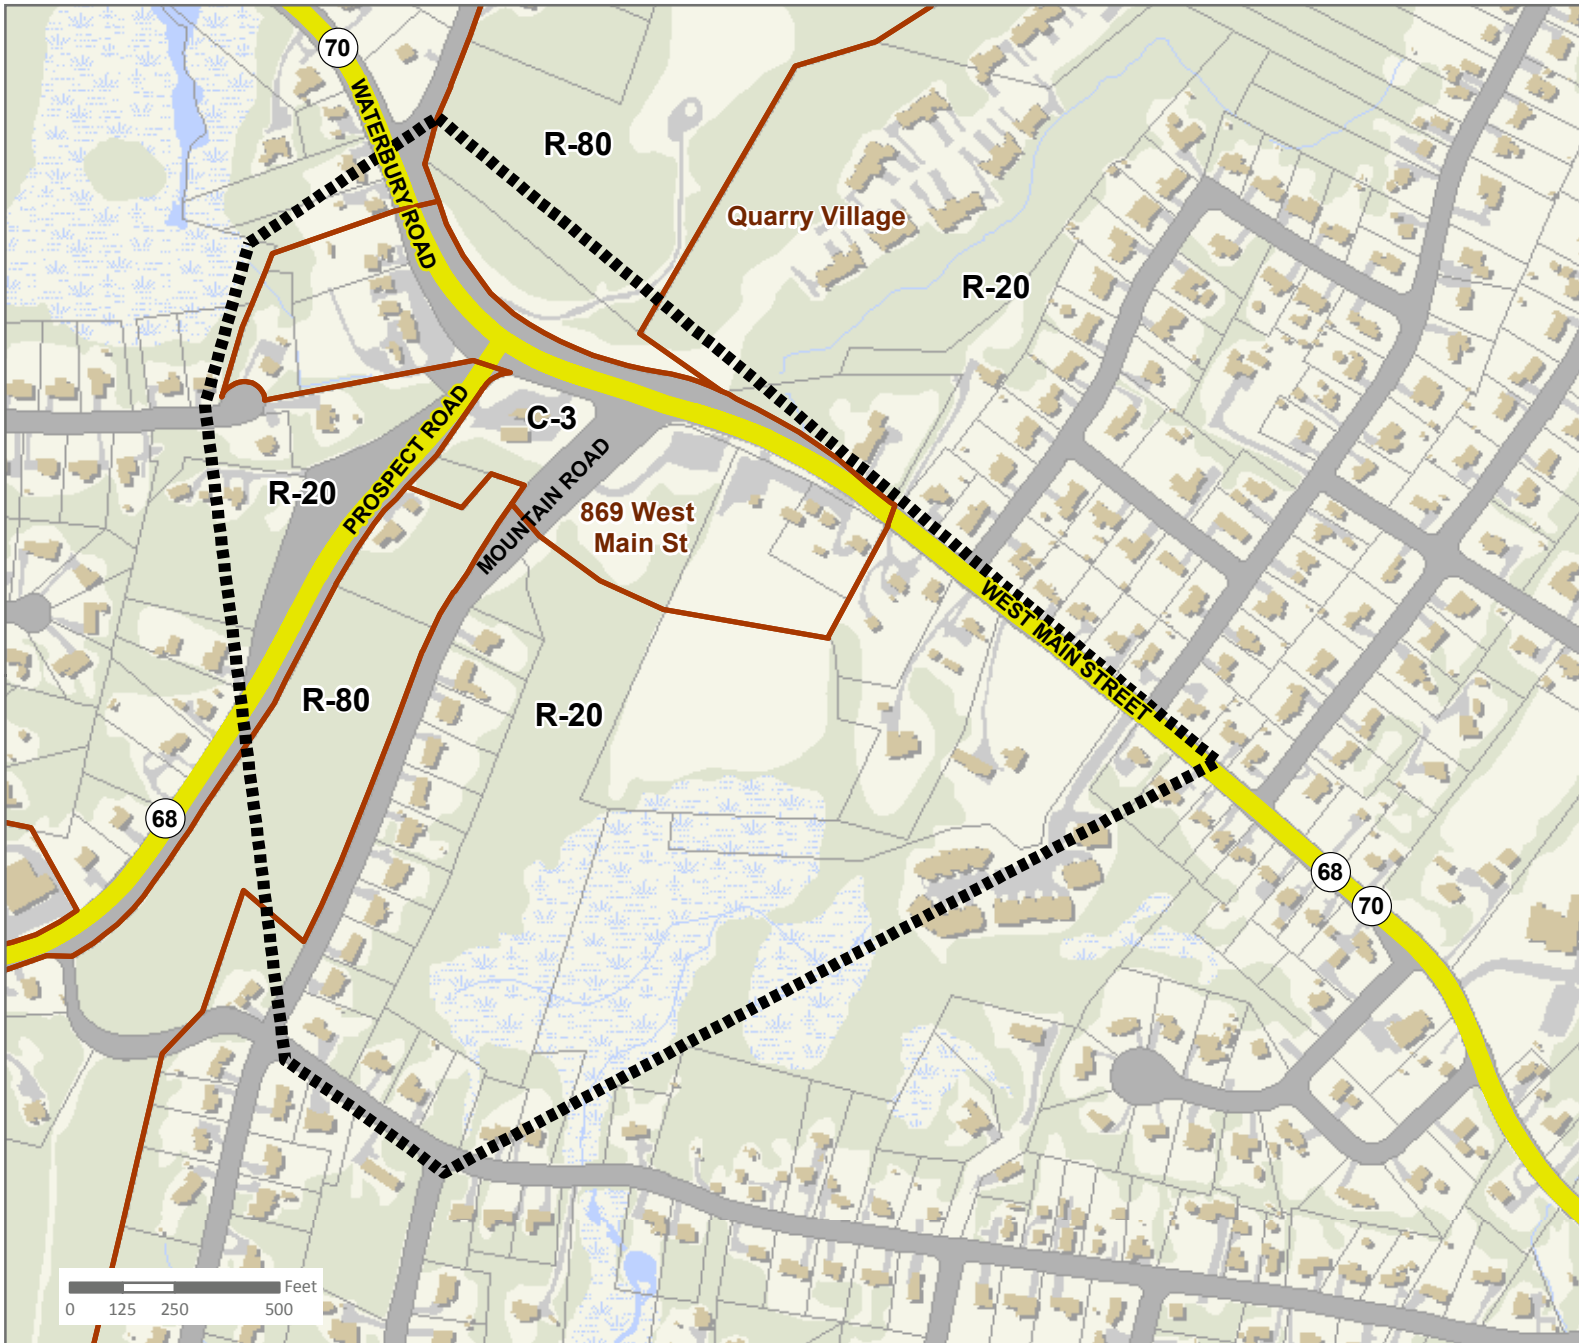 70
WATERBURY ROAD
R-80
Quarry Village
R-20
C-3
PROSPECT ROAD
MOUNTAIN ROAD
R-20
869 West
Main St
WEST MAIN STREET
R-80
R-20
68
68
70
Feet
0 125 250 500